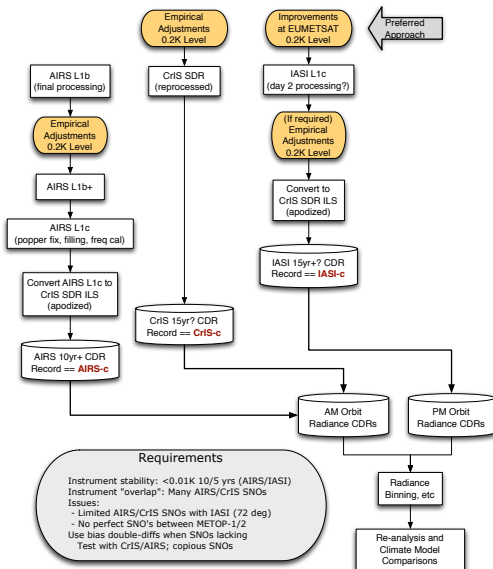 Empirical
Adjustments
0.2K Level
Improvements
at EUMETSAT
0.2K Level
Preferred
Approach
AIRS L1b
(final processing)
CrIS SDR
(reprocessed)
IASI L1c
(day 2 processing?)
Empirical
Adjustments
0.2K Level
(If required)
Empirical
Adjustments
0.2K Level
AIRS L1b+
Convert to
CrIS SDR ILS
(apodized)
AIRS L1c
(popper fix, filling, freq cal)
Convert AIRS L1c to
CrIS SDR ILS
(apodized)
IASI 15yr+? CDR
Record == IASI-c
CrIS 15yr? CDR
Record == CrIS-c
AIRS 10yr+ CDR
Record == AIRS-c
AM Orbit
Radiance CDRs
PM Orbit
Radiance CDRs
Requirements
Instrument stability: <0.01K 10/5 yrs (AIRS/IASI)
Instrument "overlap": Many AIRS/CrIS SNOs
Issues:
- Limited AIRS/CrIS SNOs with IASI (72 deg)
- No perfect SNO's between METOP-1/2
Use bias double-diffs when SNOs lacking
Test with CrIS/AIRS; copious SNOs
Radiance
Binning, etc
Re-analysis and
Climate Model
Comparisons